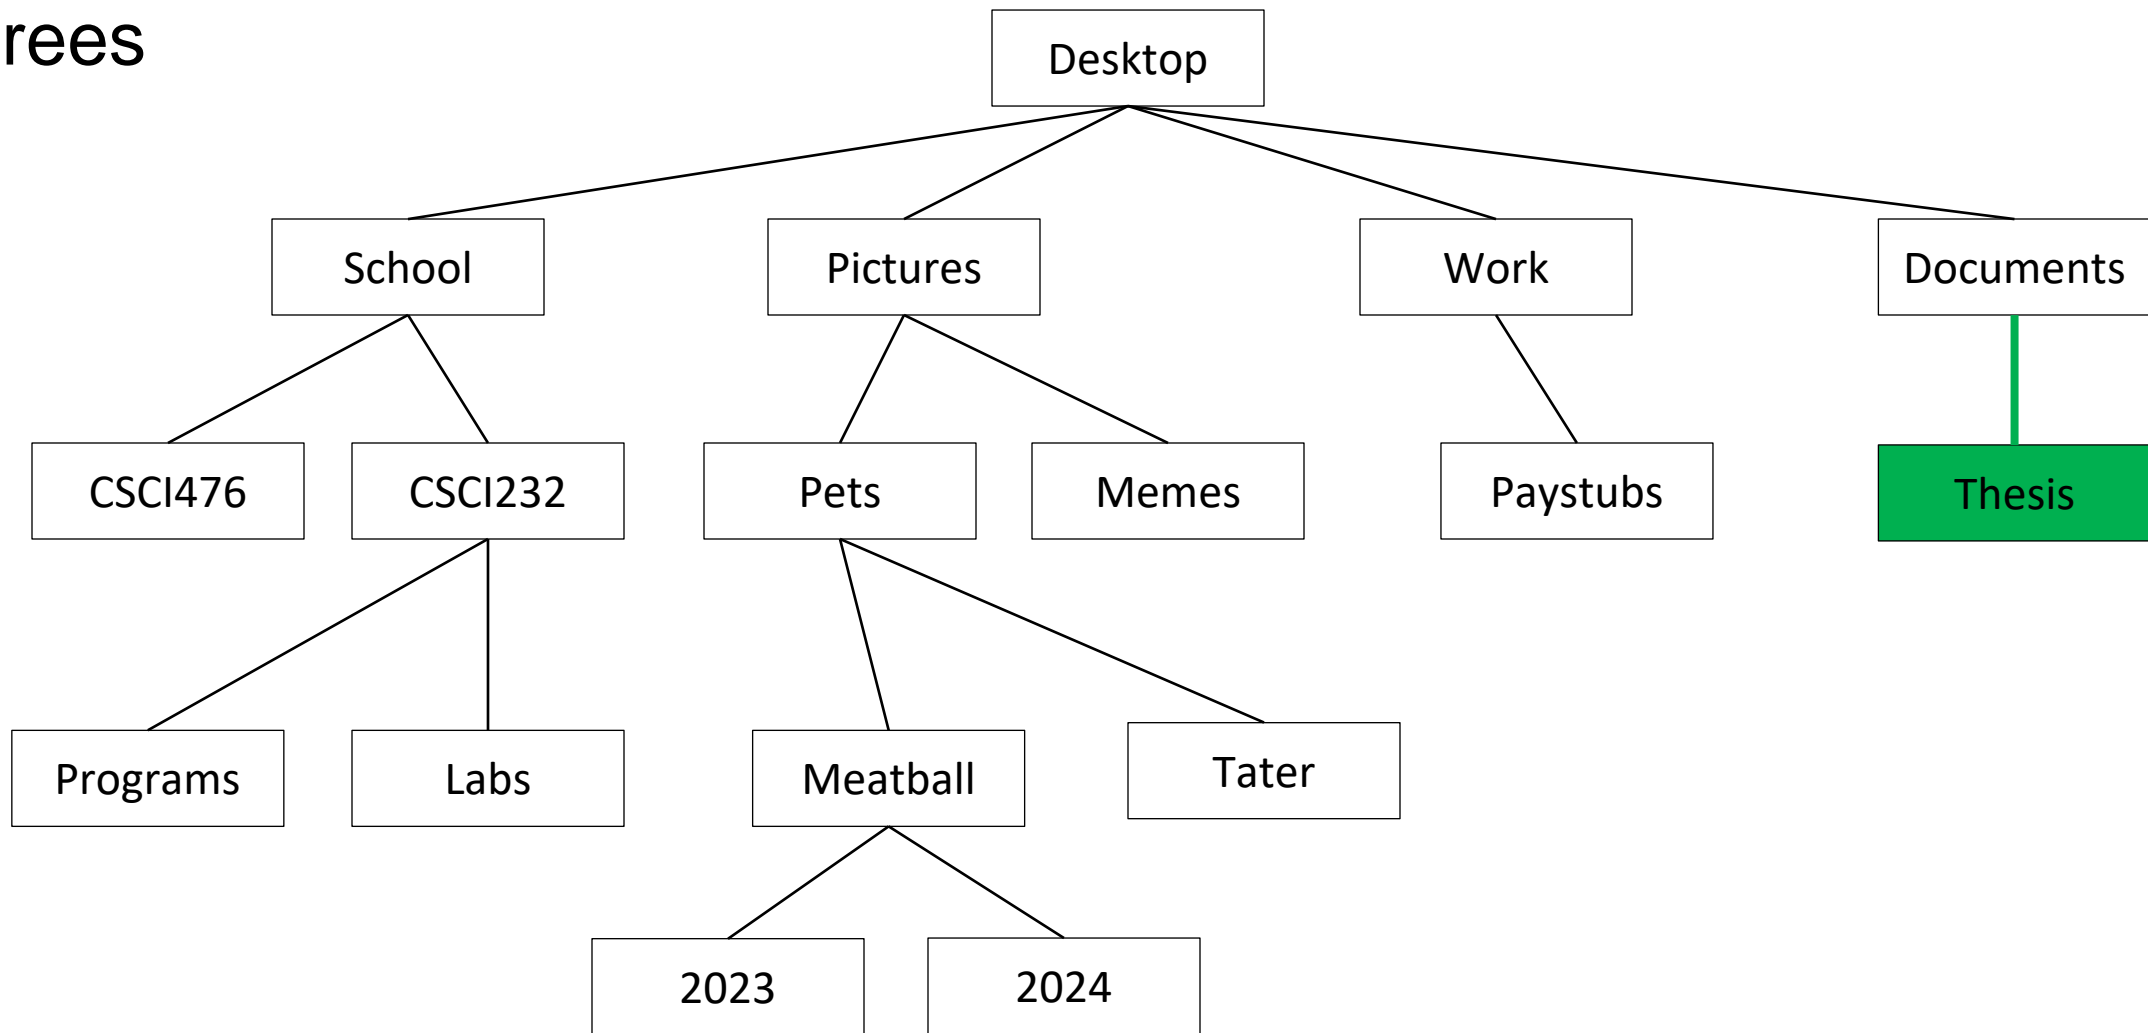 rees
Desktop
School
Pictures
Work
Documents
CSCI476
CSCI232
Pets
Memes
Paystubs
Thesis
Programs
Labs
Meatball
Tater
2023
2024